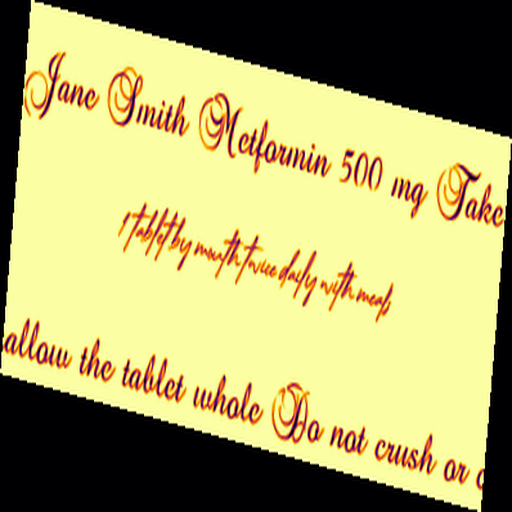 Jane Smith Metformin 500 mg Take
1 tablet by mouth twice daily with meals
allow the tablet whole Do not crush or